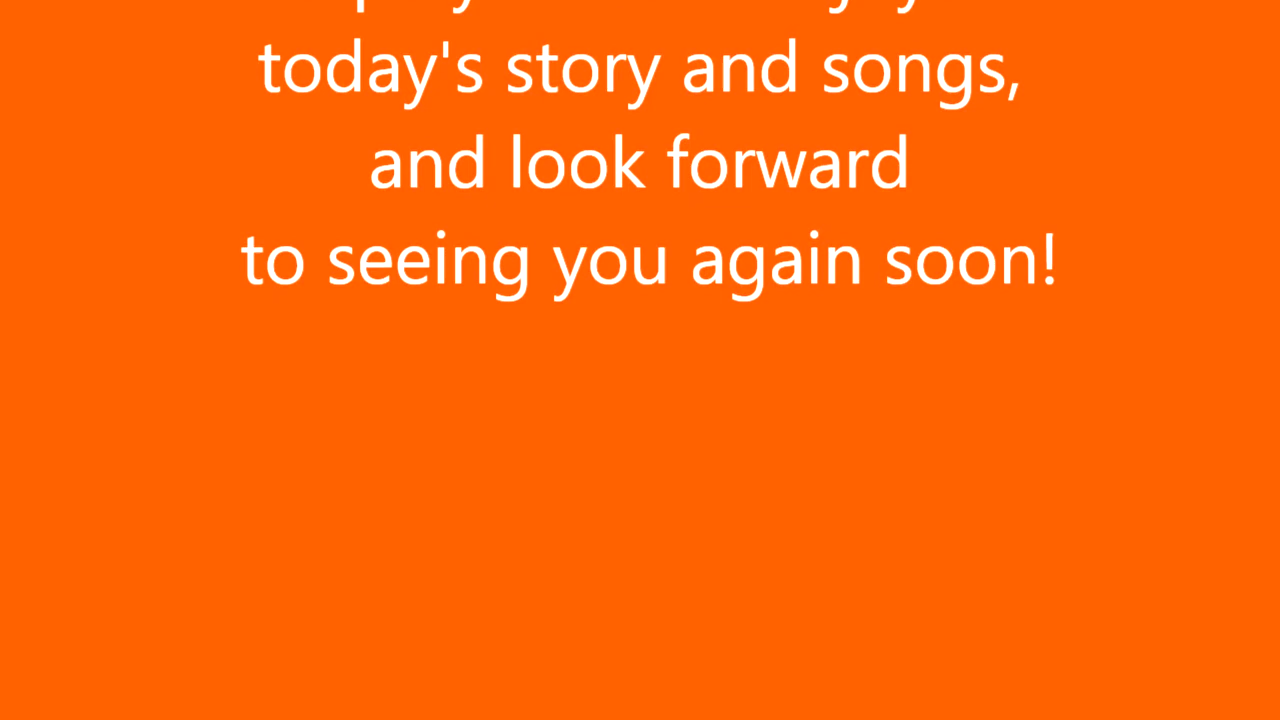 today's story and songs,
and look forward
to seeing you again soon!